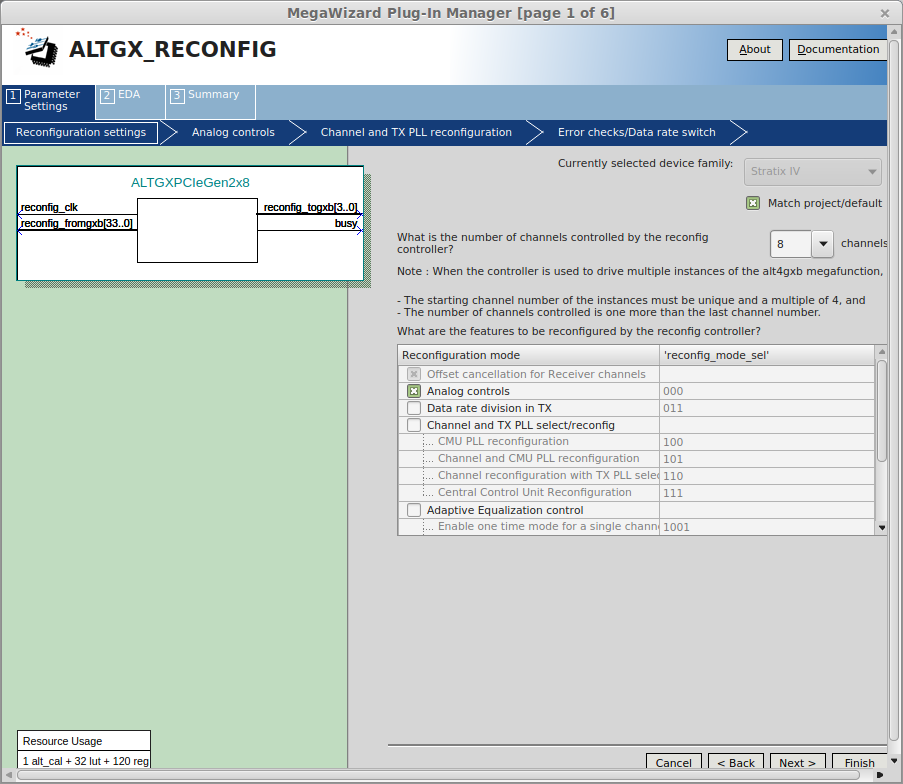 MegaWizard Plug-In Manager [page 1 of 6]
ALTGX_RECONFIG
About
Documentation
1 Parameter Settings
2 EDA
3 Summary
Reconfiguration settings
Analog controls
Channel and TX PLL reconfiguration
Error checks/Data rate switch
ALTGXPCIeGen2x8
reconfig_clk
reconfig_togxb[3..0]
reconfig_fromgxb[33..0]
busy
Currently selected device family:
Stratix IV
Match project/default
What is the number of channels controlled by the reconfig
controller?
8
channels
Note : When the controller is used to drive multiple instances of the alt4gxb megafunction,
- The starting channel number of the instances must be unique and a multiple of 4, and
- The number of channels controlled is one more than the last channel number.
What are the features to be reconfigured by the reconfig controller?
Reconfiguration mode
'reconfig_mode_sel'
Offset cancellation for Receiver channels
Analog controls
000
Data rate division in TX
011
Channel and TX PLL select/reconfig
CMU PLL reconfiguration
100
Channel and CMU PLL reconfiguration
101
Channel reconfiguration with TX PLL selec
110
Central Control Unit Reconfiguration
111
Adaptive Equalization control
Enable one time mode for a single chann
1001
Resource Usage
1 alt_cal + 32 lut + 120 reg
Cancel
< Back
Next >
Finish